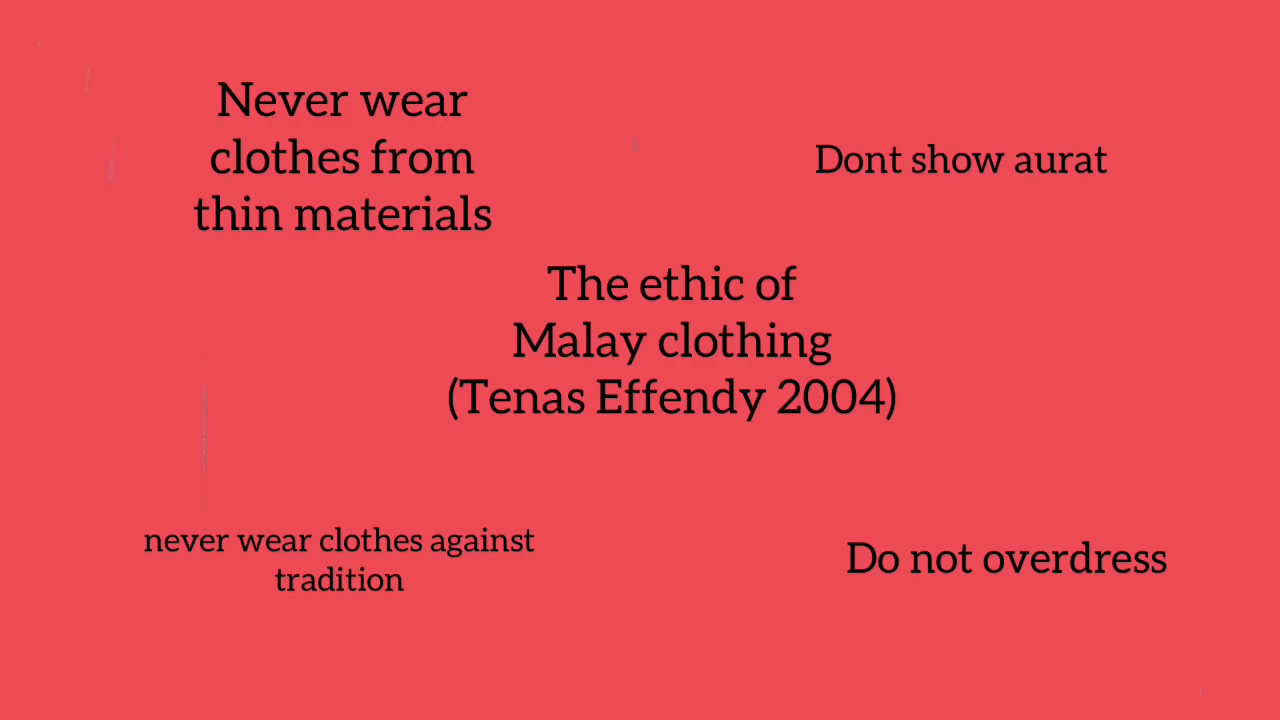 Never wear
clothes from
thin materials
Dont show aurat
The ethic of
Malay clothing
(Tenas Effendy 2004)
never wear clothes against
tradition
Do not overdress